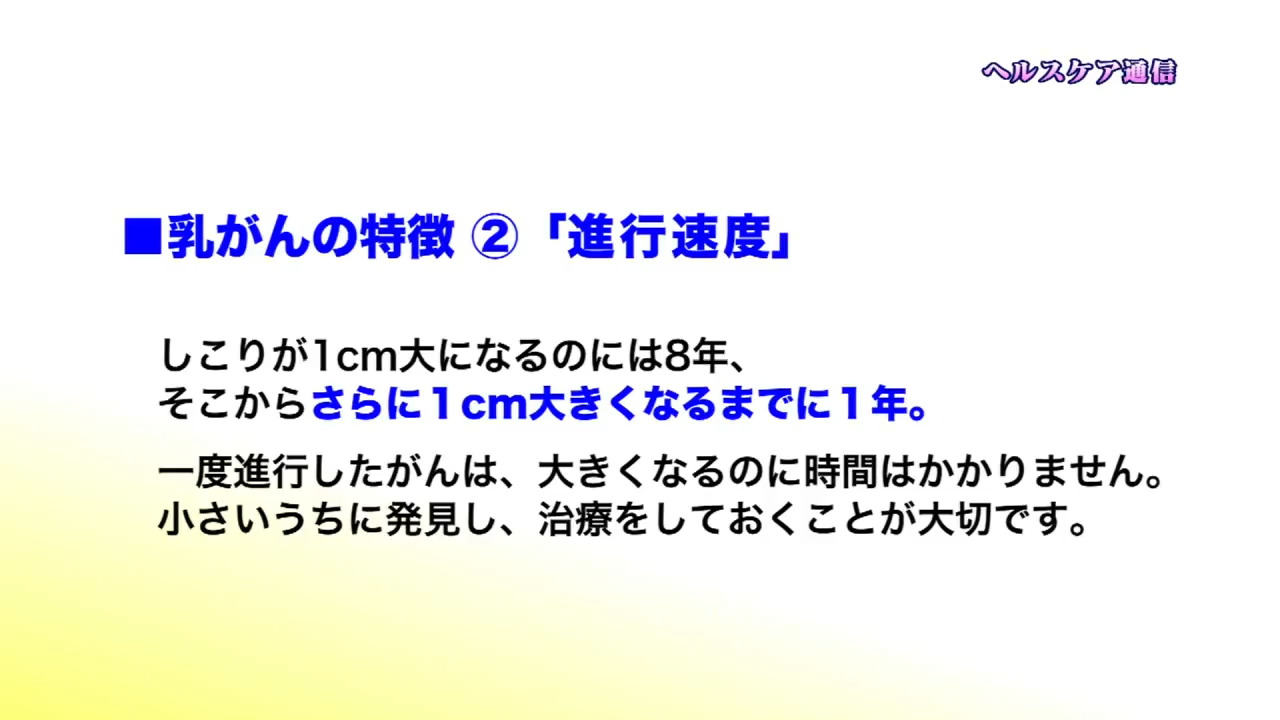 ヘルスケア通信
■乳がんの特徴 ②「進行速度」
しこりが1cm大になるのには8年、
そこからさらに１cm大きくなるまでに１年。
一度進行したがんは、大きくなるのに時間はかかりません。
小さいうちに発見し、治療をしておくことが大切です。